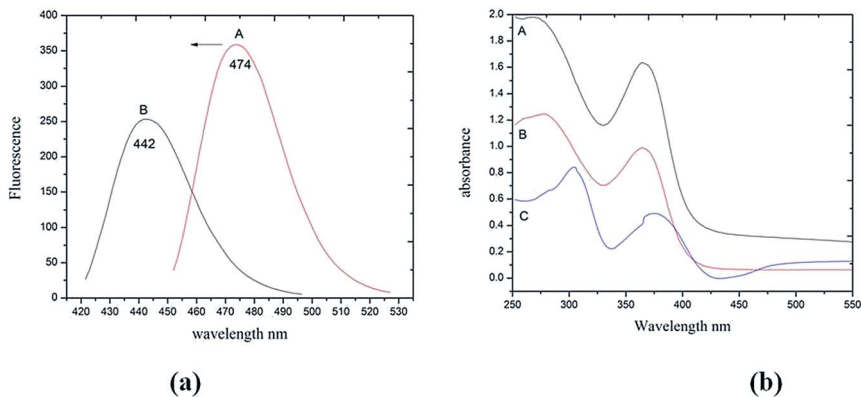 400
350
300
250
200
150
100
50
0
Fluorescence
A
474
B
442
420 430 440 450 460 470 480 490 500 510 520 530
wavelength nm
(a)
2.0
1.8
1.6
1.4
1.2
1.0
0.8
0.6
0.4
0.2
0.0
absorbance
A
B
C
250 300 350 400 450 500 550
Wavelength nm
(b)